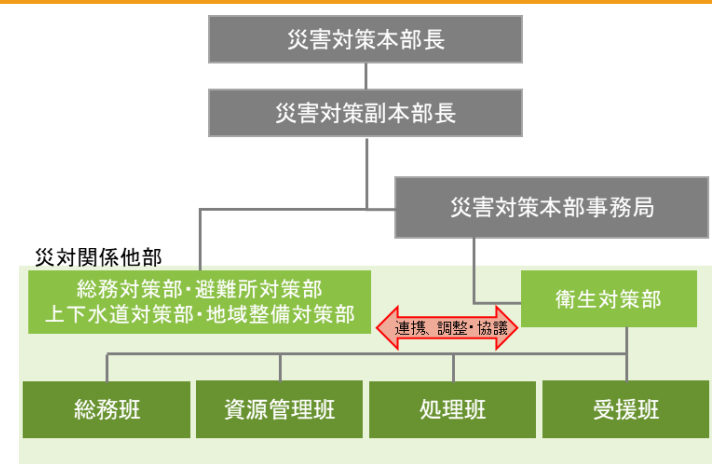 災害対策本部長
災害対策副本部長
災害対策本部事務局
災対関係他部
総務対策部・避難所対策部
上下水道対策部・地域整備対策部
衛生対策部
連携、調整・協議
総務班
資源管理班
処理班
受援班